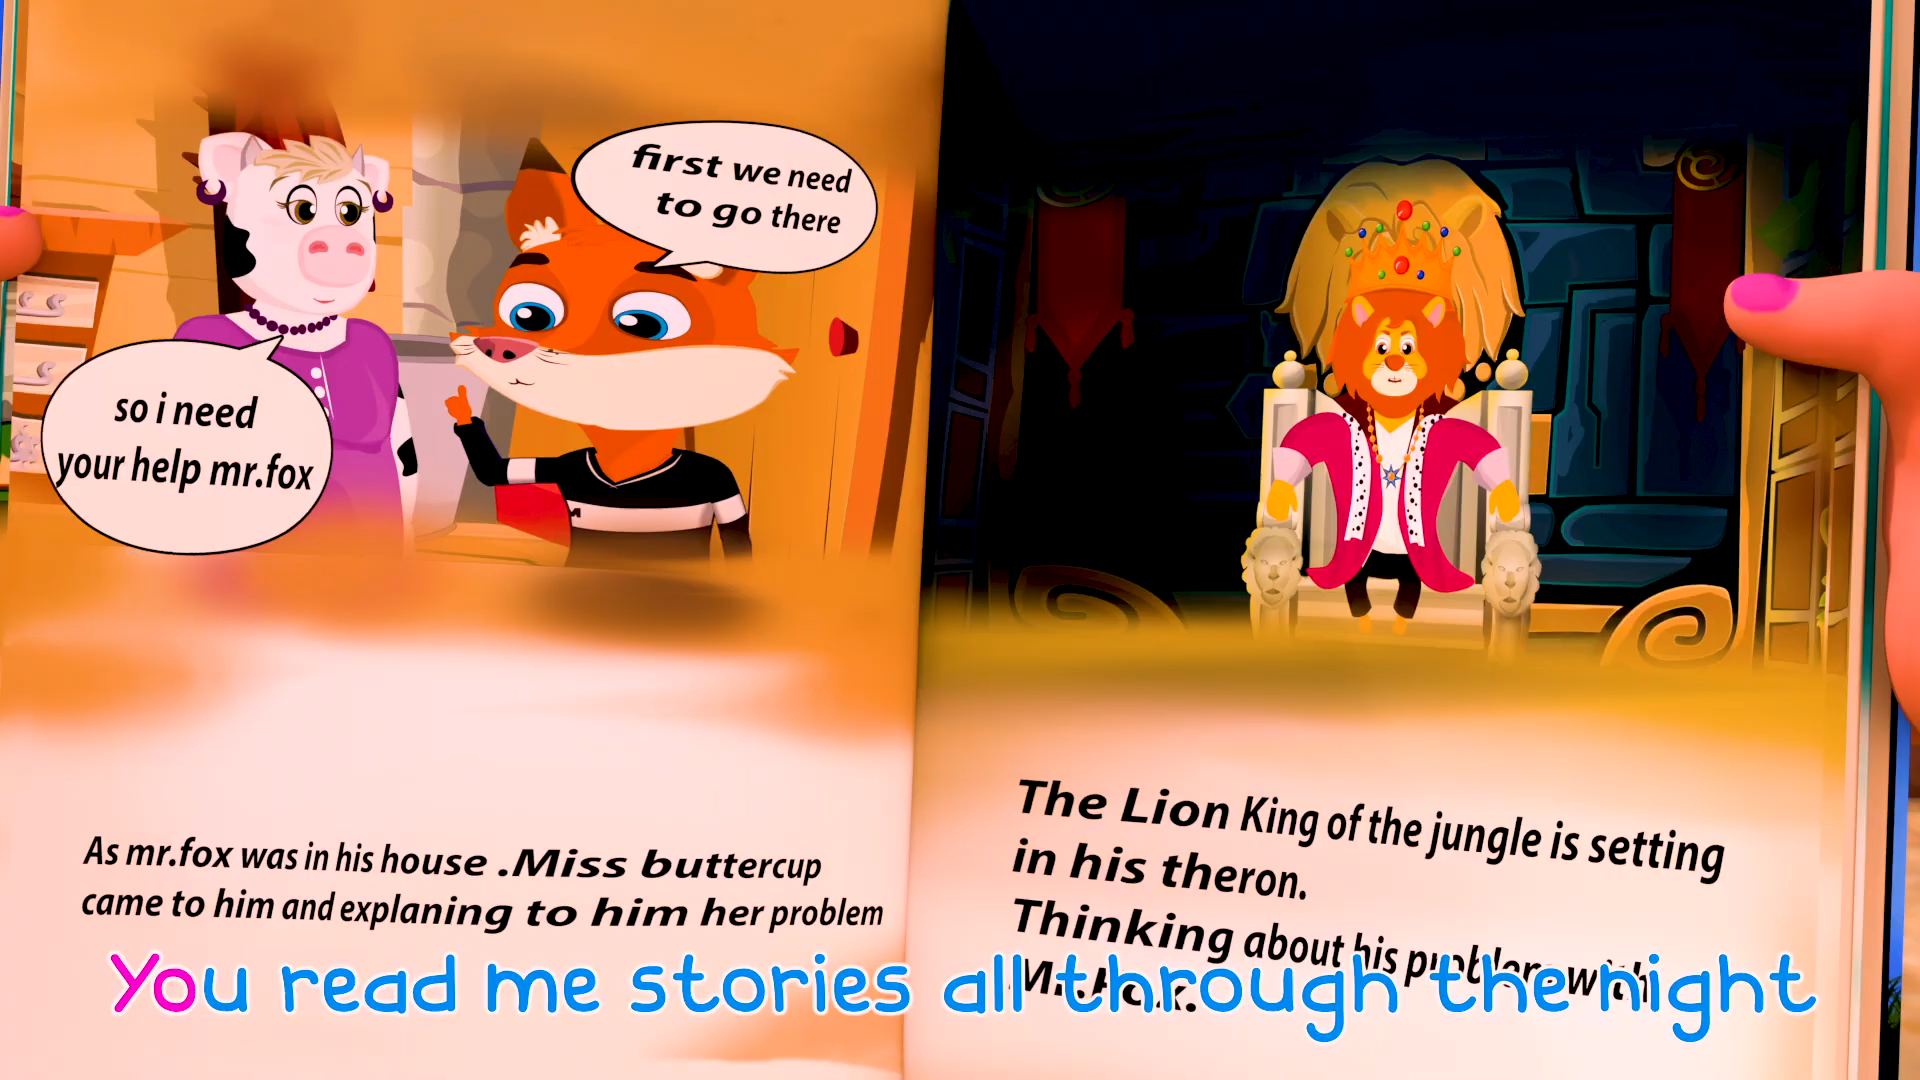 first we need
to go there
so i need
your help mr.fox
As mr.fox was in his house .Miss buttercup
came to him and explaning to him her problem
The Lion King of the jungle is setting
in his theron.
Thinking about his problem with
You read me stories all through the night